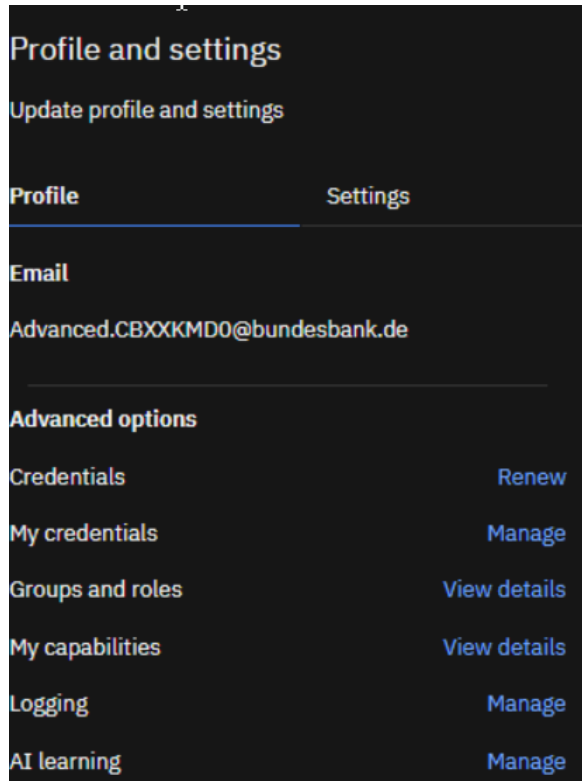 Profile and settings
Update profile and settings
Profile Settings
Email
Advanced.CBXXKMD0@bundesbank.de
Advanced options
Credentials Renew
My credentials Manage
Groups and roles View details
My capabilities View details
Logging Manage
AI learning Manage